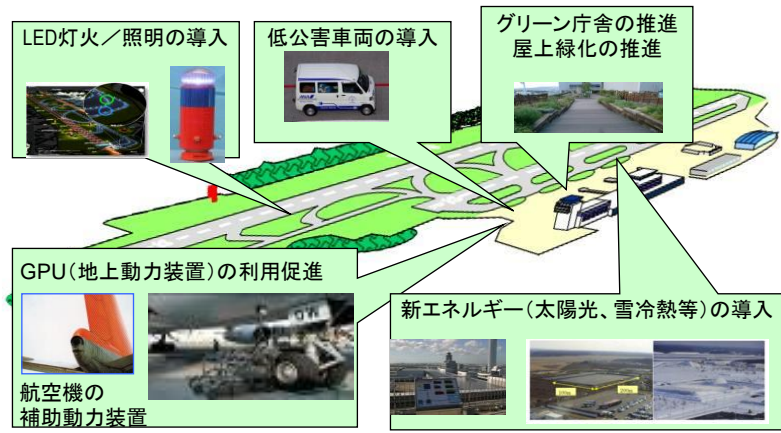 LED灯火／照明の導入
低公害車両の導入
グリーン庁舎の推進
屋上緑化の推進
GPU（地上動力装置）の利用促進
航空機の
補助動力装置
新エネルギー（太陽光、雪冷熱等）の導入